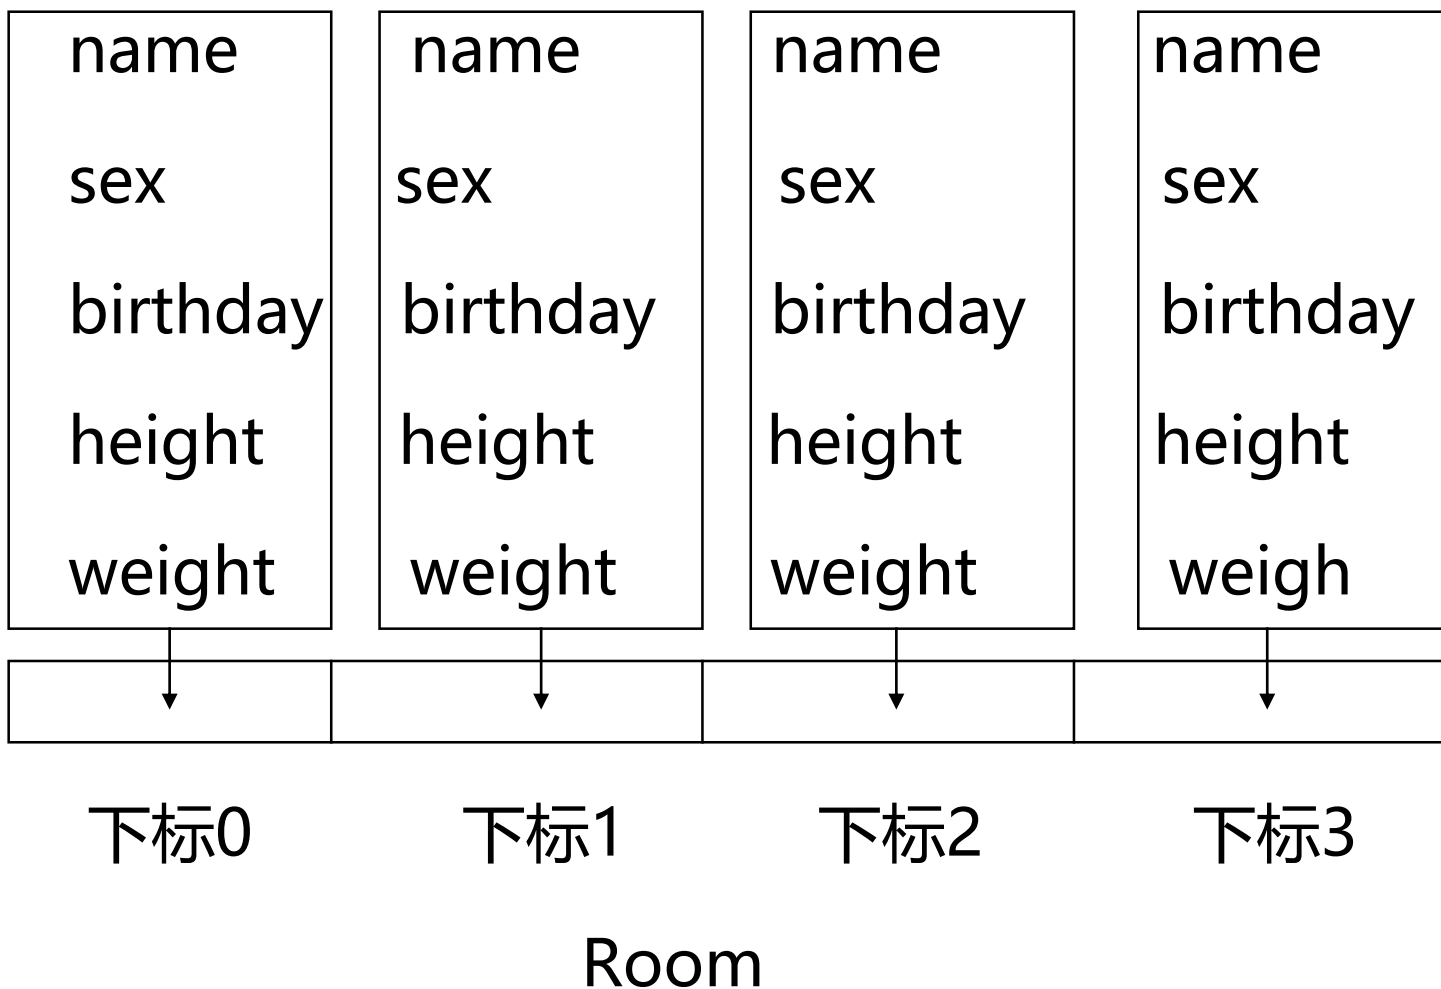 name name name name
sex sex sex sex
birthday birthday birthday birthday
height height height height
weight weight weight weigh
下标0 下标1 下标2 下标3
Room